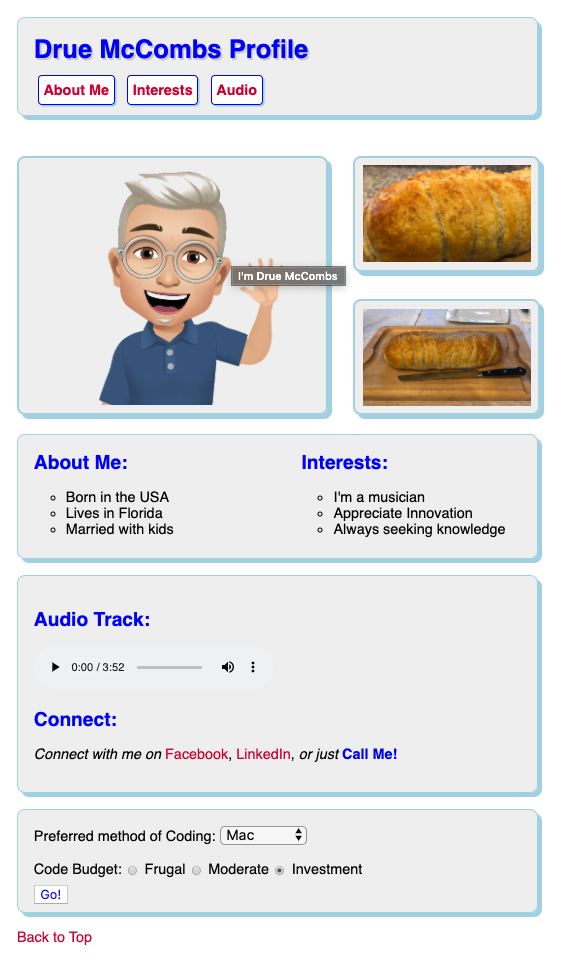 Drue McCombs Profile
About Me Interests Audio
I'm Drue McCombs
About Me:
Born in the USA
Lives in Florida
Married with kids
Interests:
I'm a musician
Appreciate Innovation
Always seeking knowledge
Audio Track:
0:00 / 3:52
Connect:
Connect with me on Facebook, LinkedIn, or just Call Me!
Preferred method of Coding: Mac
Code Budget: Frugal Moderate Investment
Go!
Back to Top